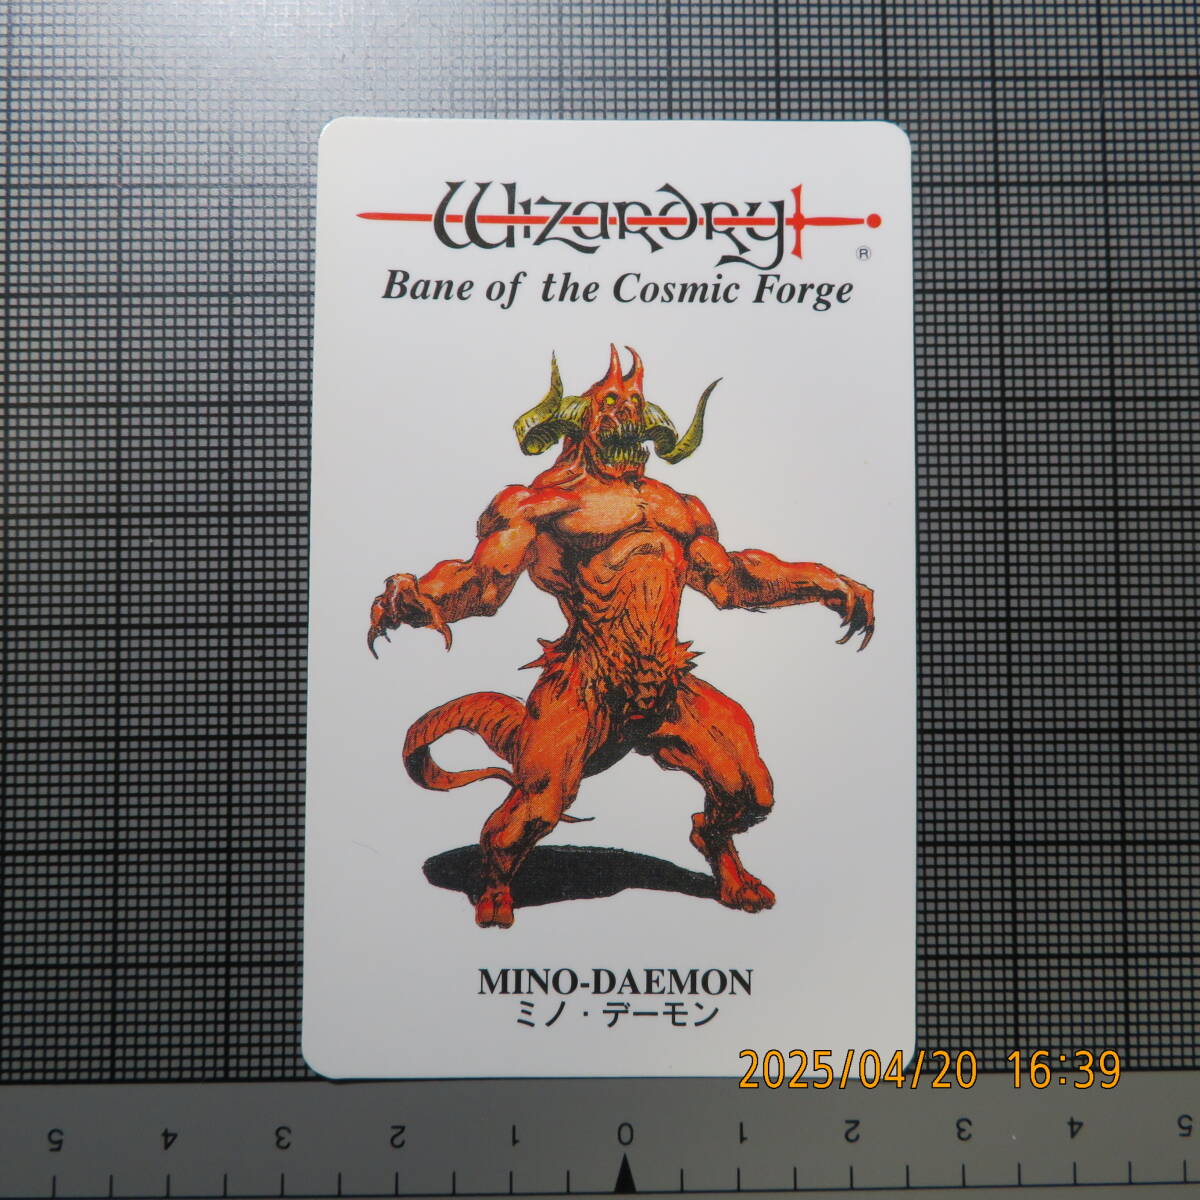 Wizardry
®
Bane of the Cosmic Forge
MINO-DAEMON
ミノ・デーモン
2025/04/20 16:39
5 4 3 2 1 0 1 2 3 4 5